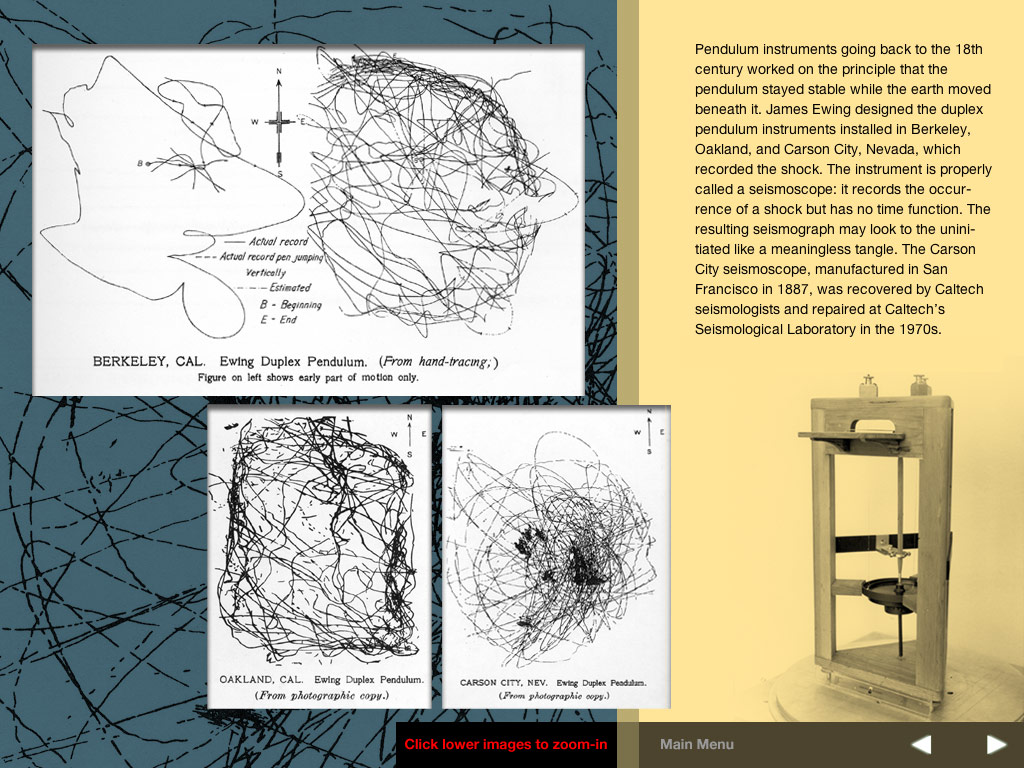 N
W E
S
B
Actual record
Actual record pen jumping
Vertically
Estimated
B - Beginning
E - End
BERKELEY, CAL. Ewing Duplex Pendulum. (From hand-tracing;)
Figure on left shows early part of motion only.
N
W E
S
OAKLAND, CAL. Ewing Duplex Pendulum.
(From photographic copy.)
N
W E
S
CARSON CITY, NEV. Ewing Duplex Pendulum.
(From photographic copy.)
Pendulum instruments going back to the 18th
century worked on the principle that the
pendulum stayed stable while the earth moved
beneath it. James Ewing designed the duplex
pendulum instruments installed in Berkeley,
Oakland, and Carson City, Nevada, which
recorded the shock. The instrument is properly
called a seismoscope: it records the occur-
rence of a shock but has no time function. The
resulting seismograph may look to the unini-
tiated like a meaningless tangle. The Carson
City seismoscope, manufactured in San
Francisco in 1887, was recovered by Caltech
seismologists and repaired at Caltech's
Seismological Laboratory in the 1970s.
Click lower images to zoom-in
Main Menu